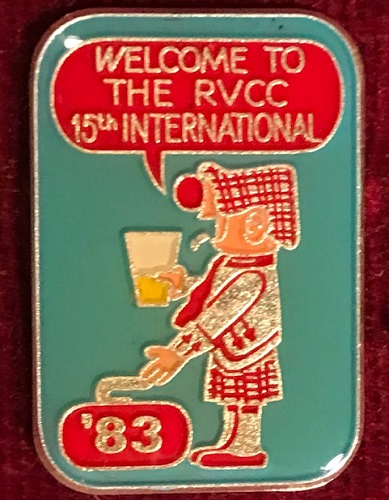 WELCOME TO
THE RVCC
15th INTERNATIONAL
'83